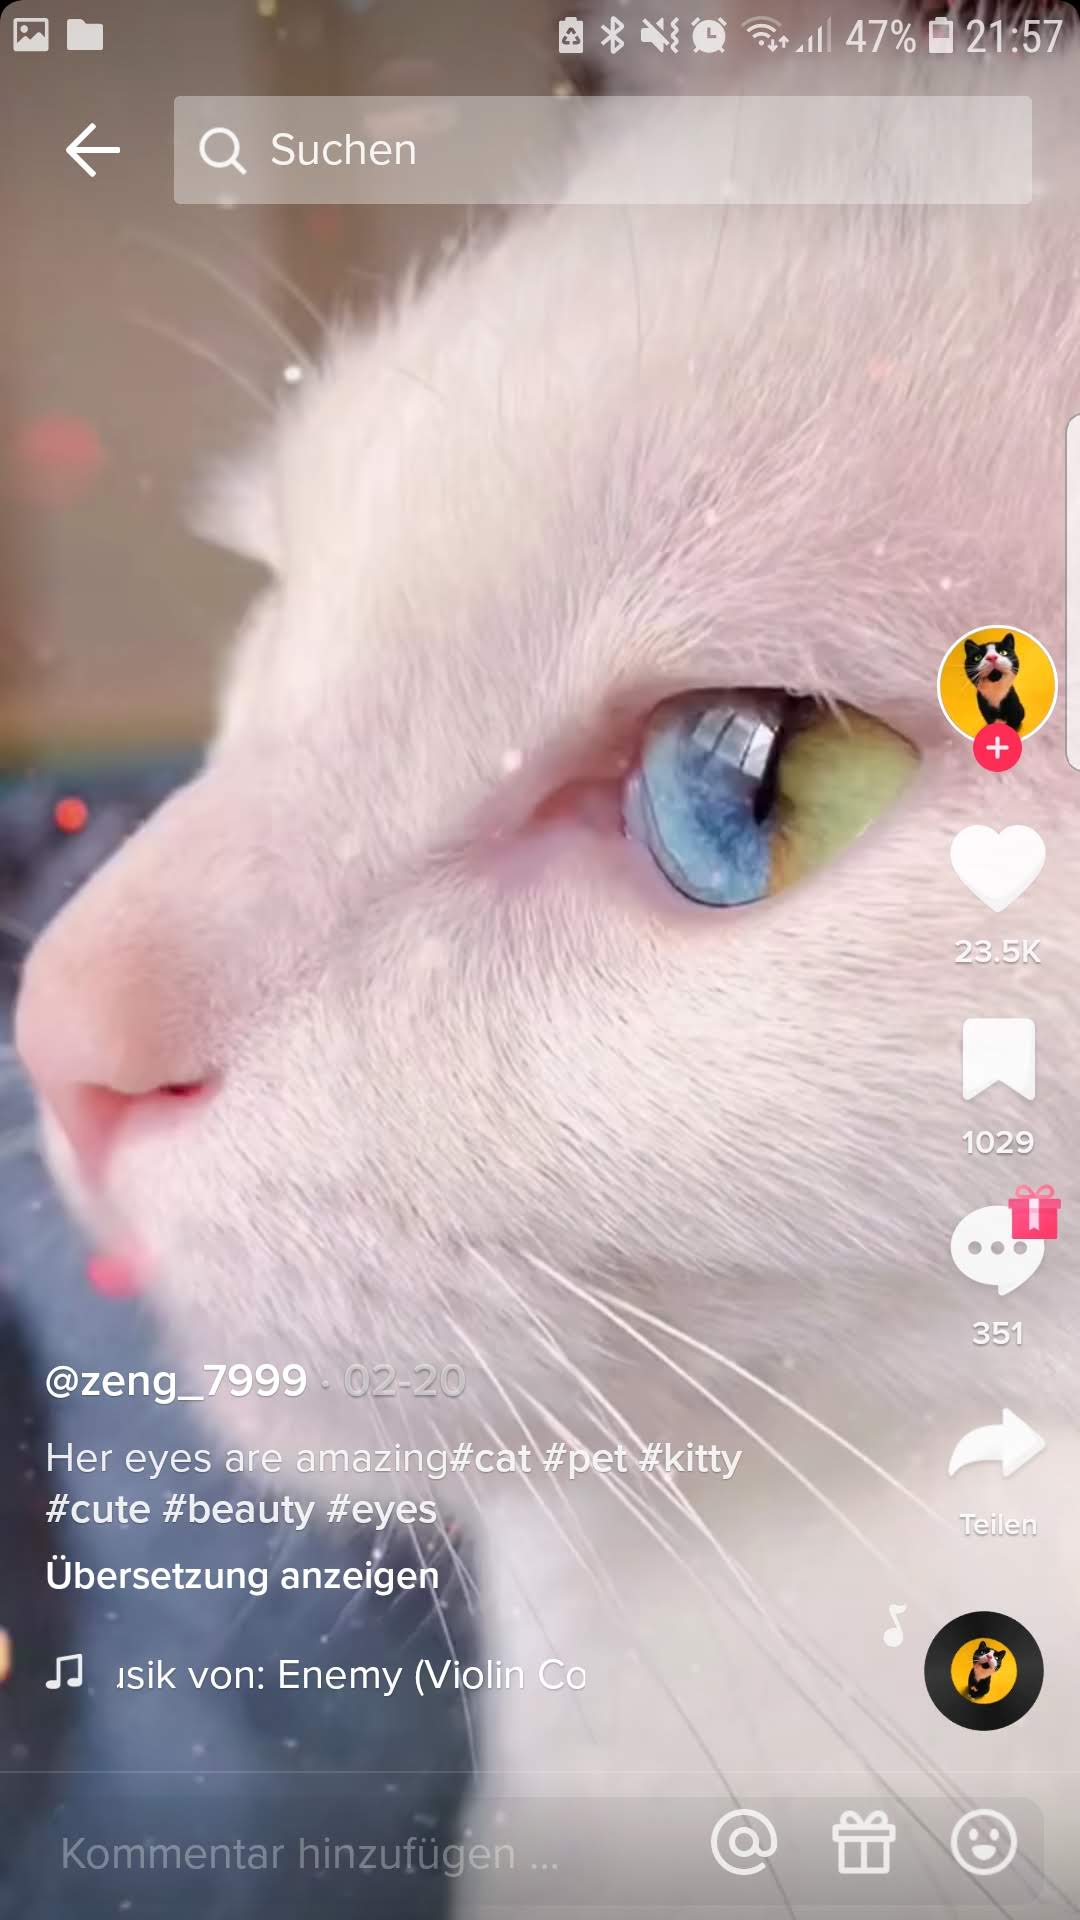 47% 21:57
Suchen
23.5K
1029
351
@zeng_7999 · 02-20
Her eyes are amazing#cat #pet #kitty
#cute #beauty #eyes
Teilen
Übersetzung anzeigen
von: Enemy (Violin Co
Kommentar hinzufügen ...